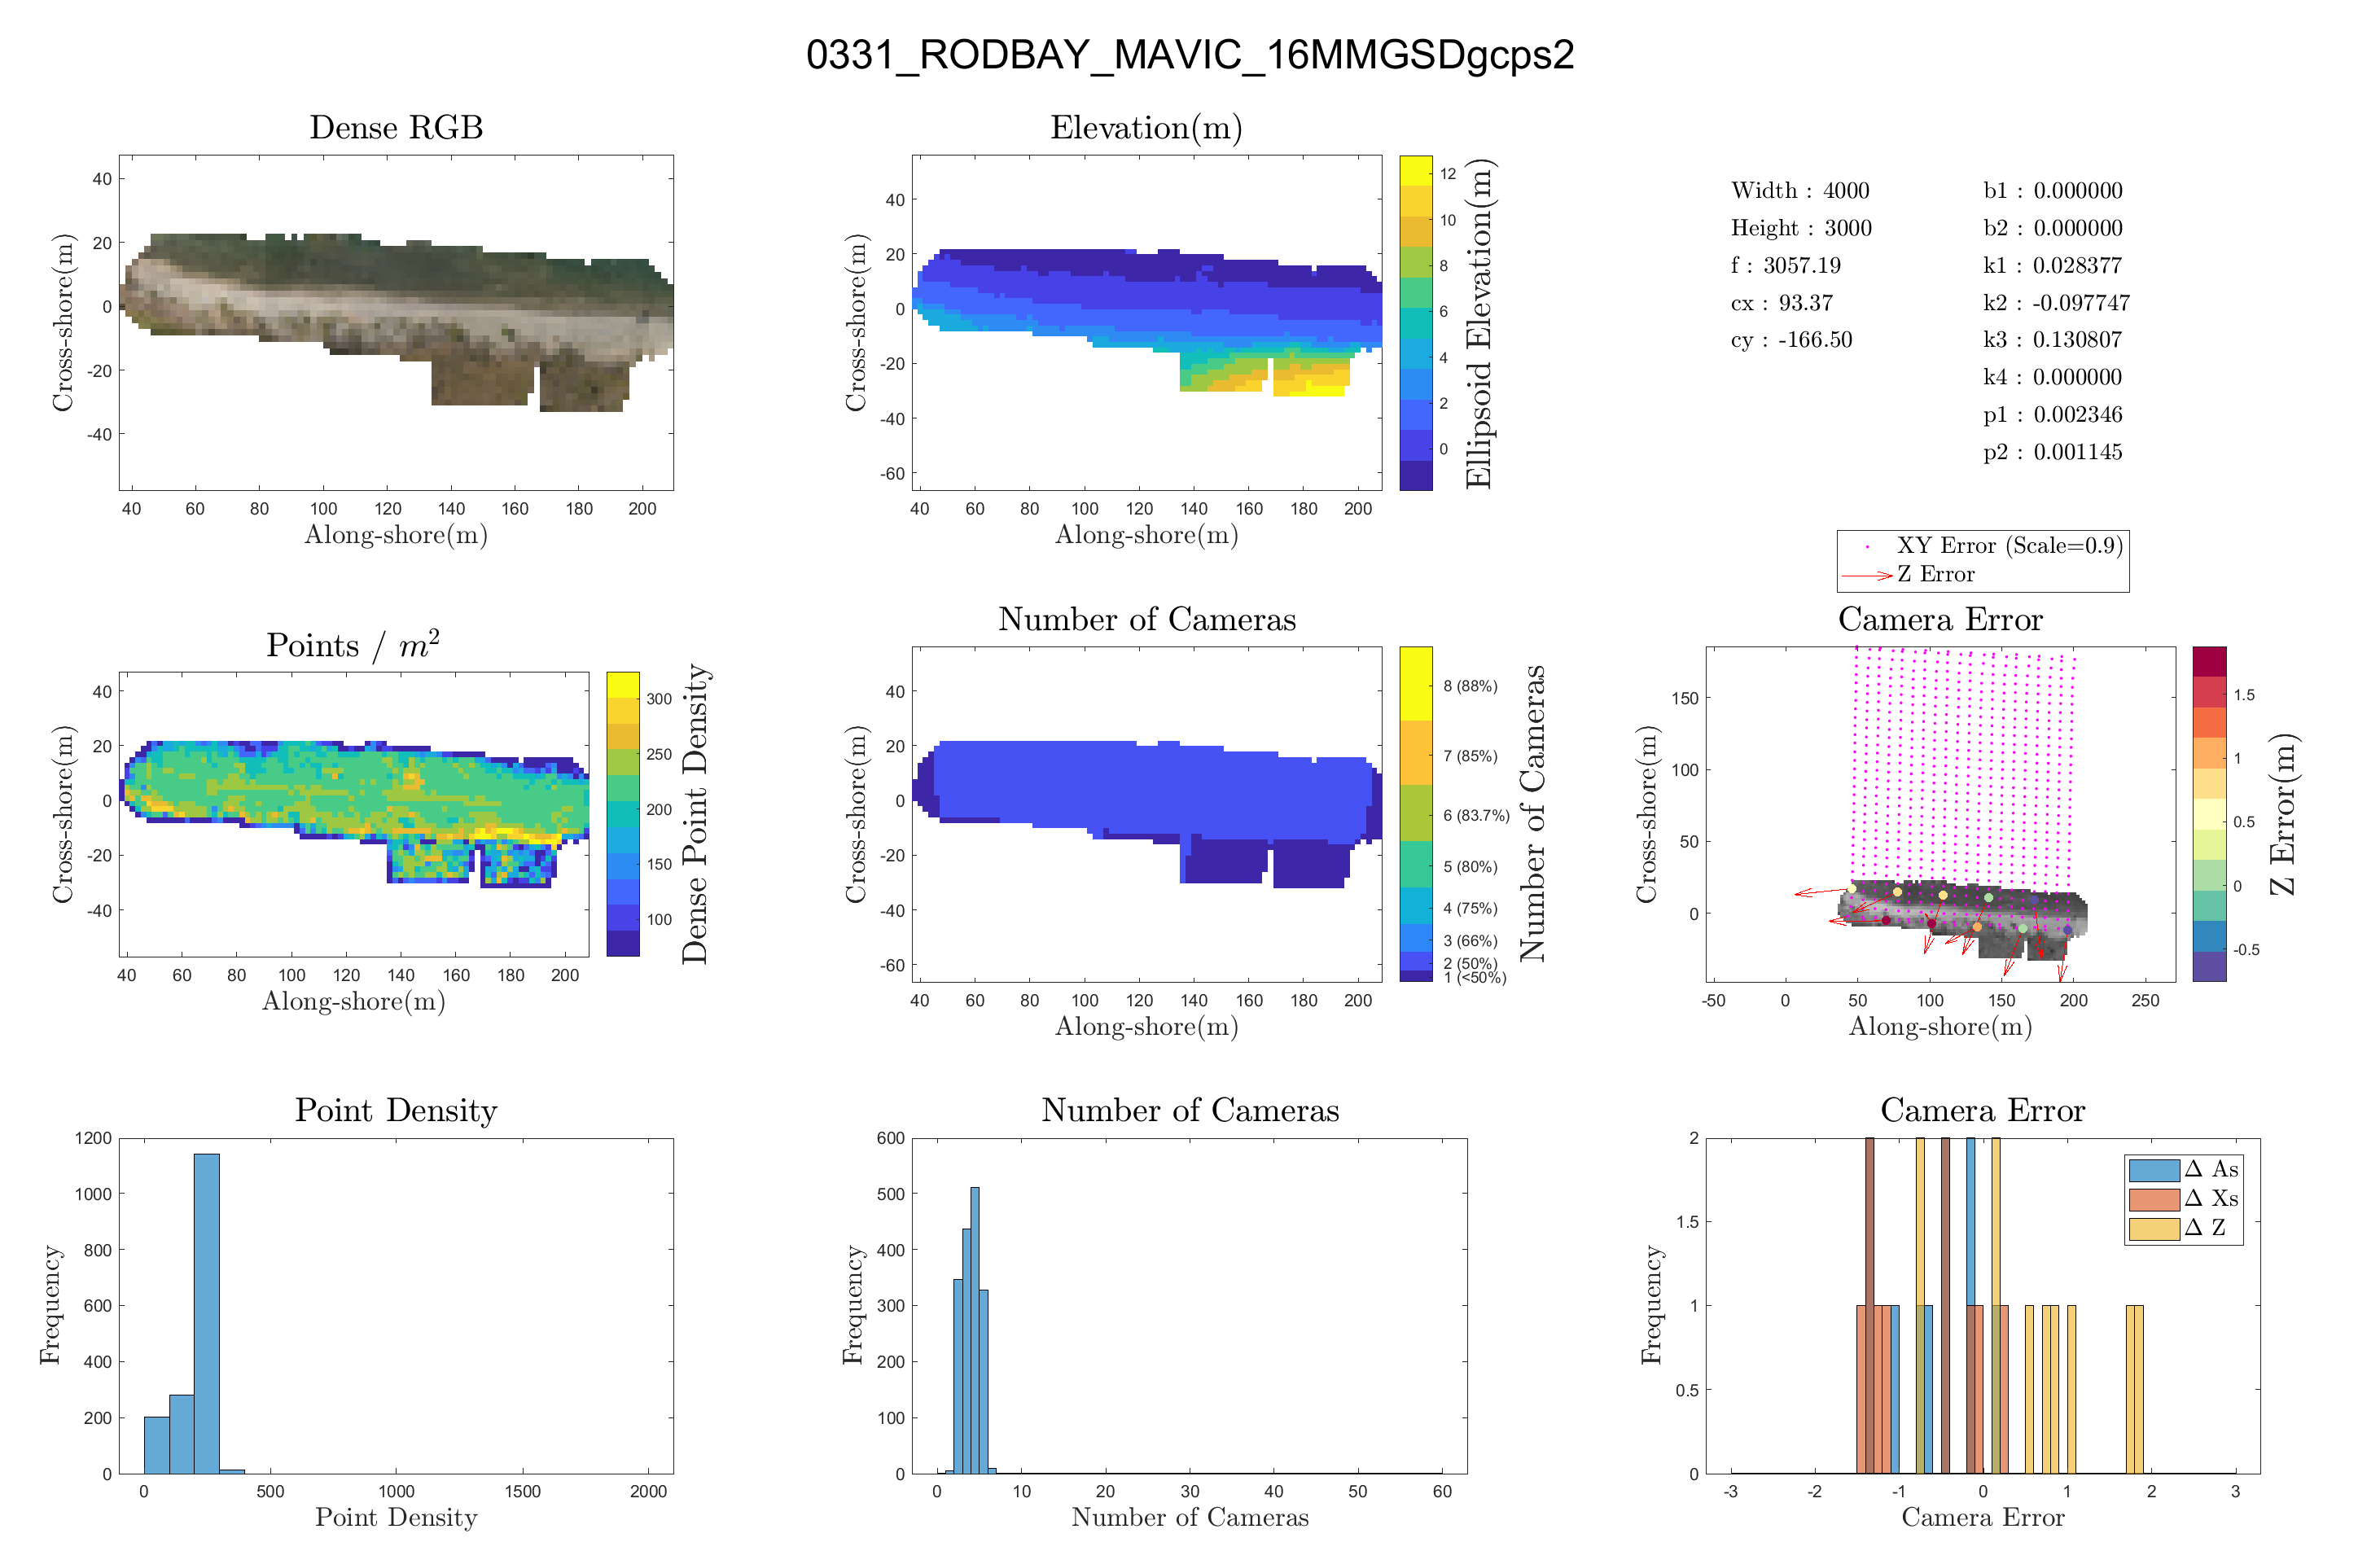 0331_RODBAY_MAVIC_16MMGSDgcps2
Dense RGB
40
20
0
-20
-40
Cross-shore(m)
40 60 80 100 120 140 160 180 200
Along-shore(m)
Elevation(m)
40
20
0
-20
-40
-60
Cross-shore(m)
40 60 80 100 120 140 160 180 200
Along-shore(m)
12
10
8
6
4
2
0
Ellipsoid Elevation(m)
Width : 4000
Height : 3000
f : 3057.19
cx : 93.37
cy : -166.50
b1 : 0.000000
b2 : 0.000000
k1 : 0.028377
k2 : -0.097747
k3 : 0.130807
k4 : 0.000000
p1 : 0.002346
p2 : 0.001145
Points / m²
40
20
0
-20
-40
Cross-shore(m)
40 60 80 100 120 140 160 180 200
Along-shore(m)
300
250
200
150
100
Dense Point Density
Number of Cameras
40
20
0
-20
-40
-60
Cross-shore(m)
40 60 80 100 120 140 160 180 200
Along-shore(m)
8 (88%)
7 (85%)
6 (83.7%)
5 (80%)
4 (75%)
3 (66%)
2 (50%)
1 (<50%)
Number of Cameras
XY Error (Scale=0.9)
Z Error
Camera Error
150
100
50
0
Cross-shore(m)
-50 0 50 100 150 200 250
Along-shore(m)
1.5
1
0.5
0
-0.5
Z Error(m)
Point Density
1200
1000
800
600
400
200
0
Frequency
0 500 1000 1500 2000
Point Density
Number of Cameras
600
500
400
300
200
100
0
Frequency
0 10 20 30 40 50 60
Number of Cameras
Camera Error
2
1.5
1
0.5
0
Frequency
Δ As
Δ Xs
Δ Z
-3 -2 -1 0 1 2 3
Camera Error